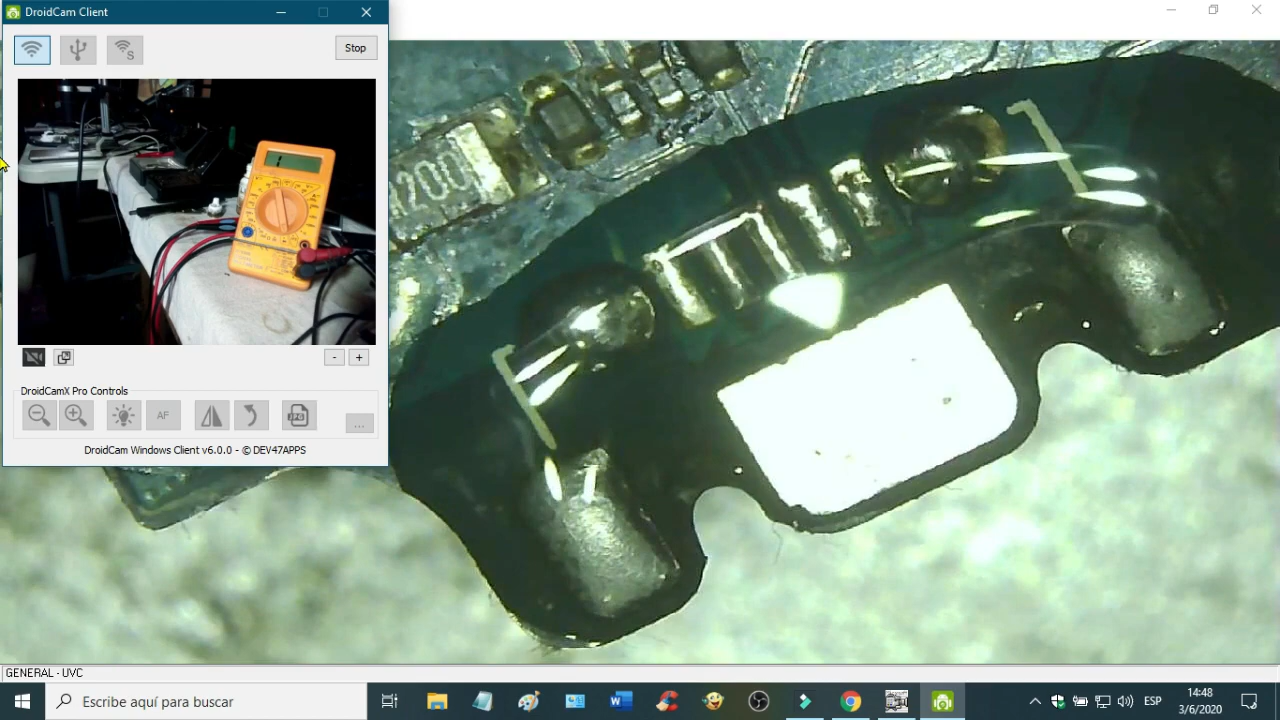 DroidCam Client
S
Stop
- +
DroidCamX Pro Controls
AF
JPG
...
DroidCam Windows Client v6.0.0 - © DEV47APPS
GENERAL - UVC
Escribe aquí para buscar
ESP
14:48
3/6/2020